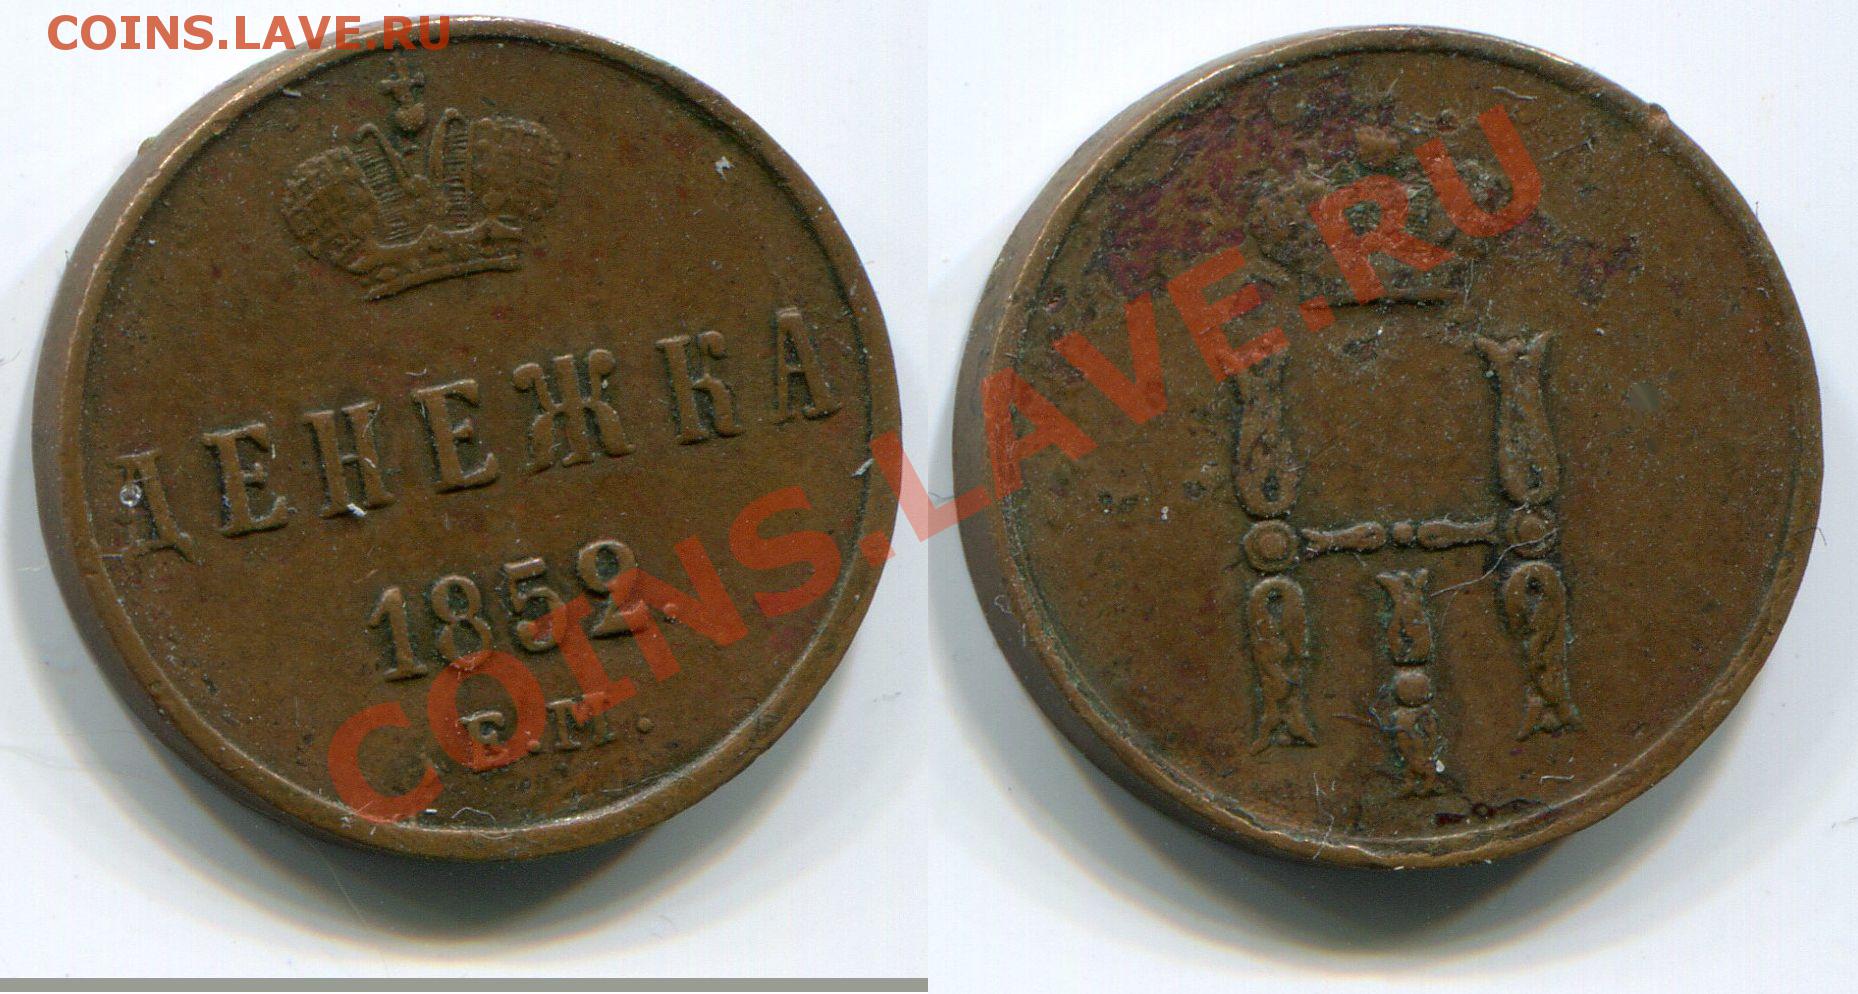 COINS.LAVE.RU
ДЕНЕЖКА
1852.
Е.М.
Н
I
COINS.LAVE.RU